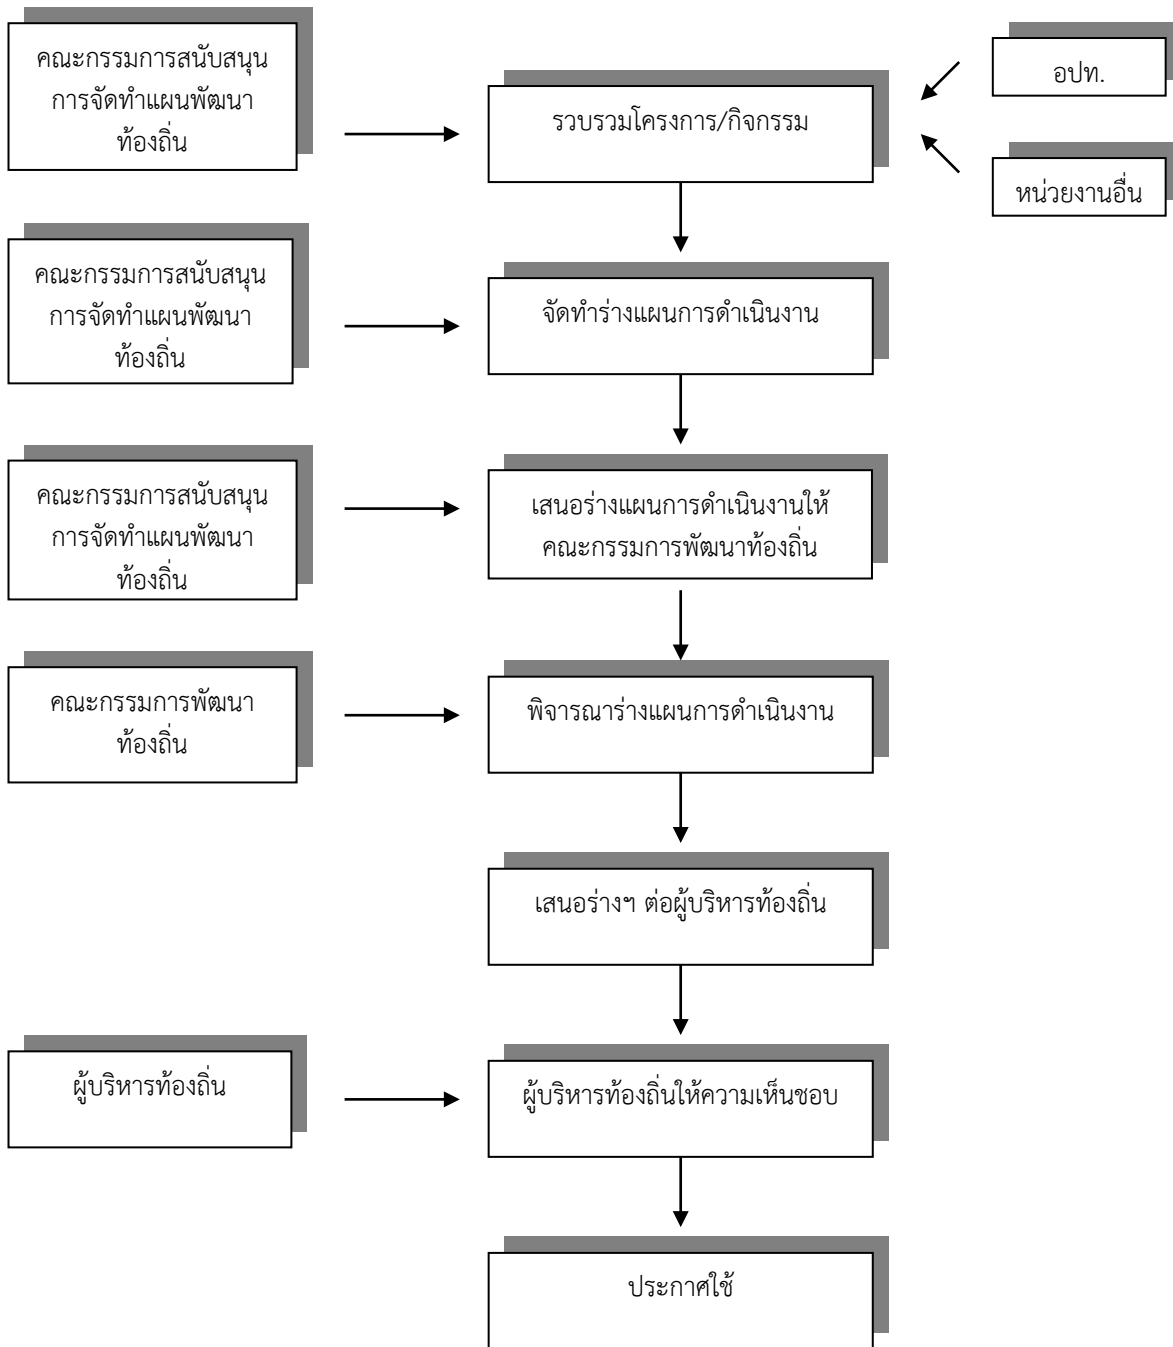 คณะกรรมการสนับสนุน
การจัดทำแผนพัฒนา
ท้องถิ่น
รวบรวมโครงการ/กิจกรรม
อปท.
หน่วยงานอื่น
คณะกรรมการสนับสนุน
การจัดทำแผนพัฒนา
ท้องถิ่น
จัดทำร่างแผนการดำเนินงาน
คณะกรรมการสนับสนุน
การจัดทำแผนพัฒนา
ท้องถิ่น
เสนอร่างแผนการดำเนินงานให้
คณะกรรมการพัฒนาท้องถิ่น
คณะกรรมการพัฒนา
ท้องถิ่น
พิจารณาร่างแผนการดำเนินงาน
เสนอร่างฯ ต่อผู้บริหารท้องถิ่น
ผู้บริหารท้องถิ่น
ผู้บริหารท้องถิ่นให้ความเห็นชอบ
ประกาศใช้